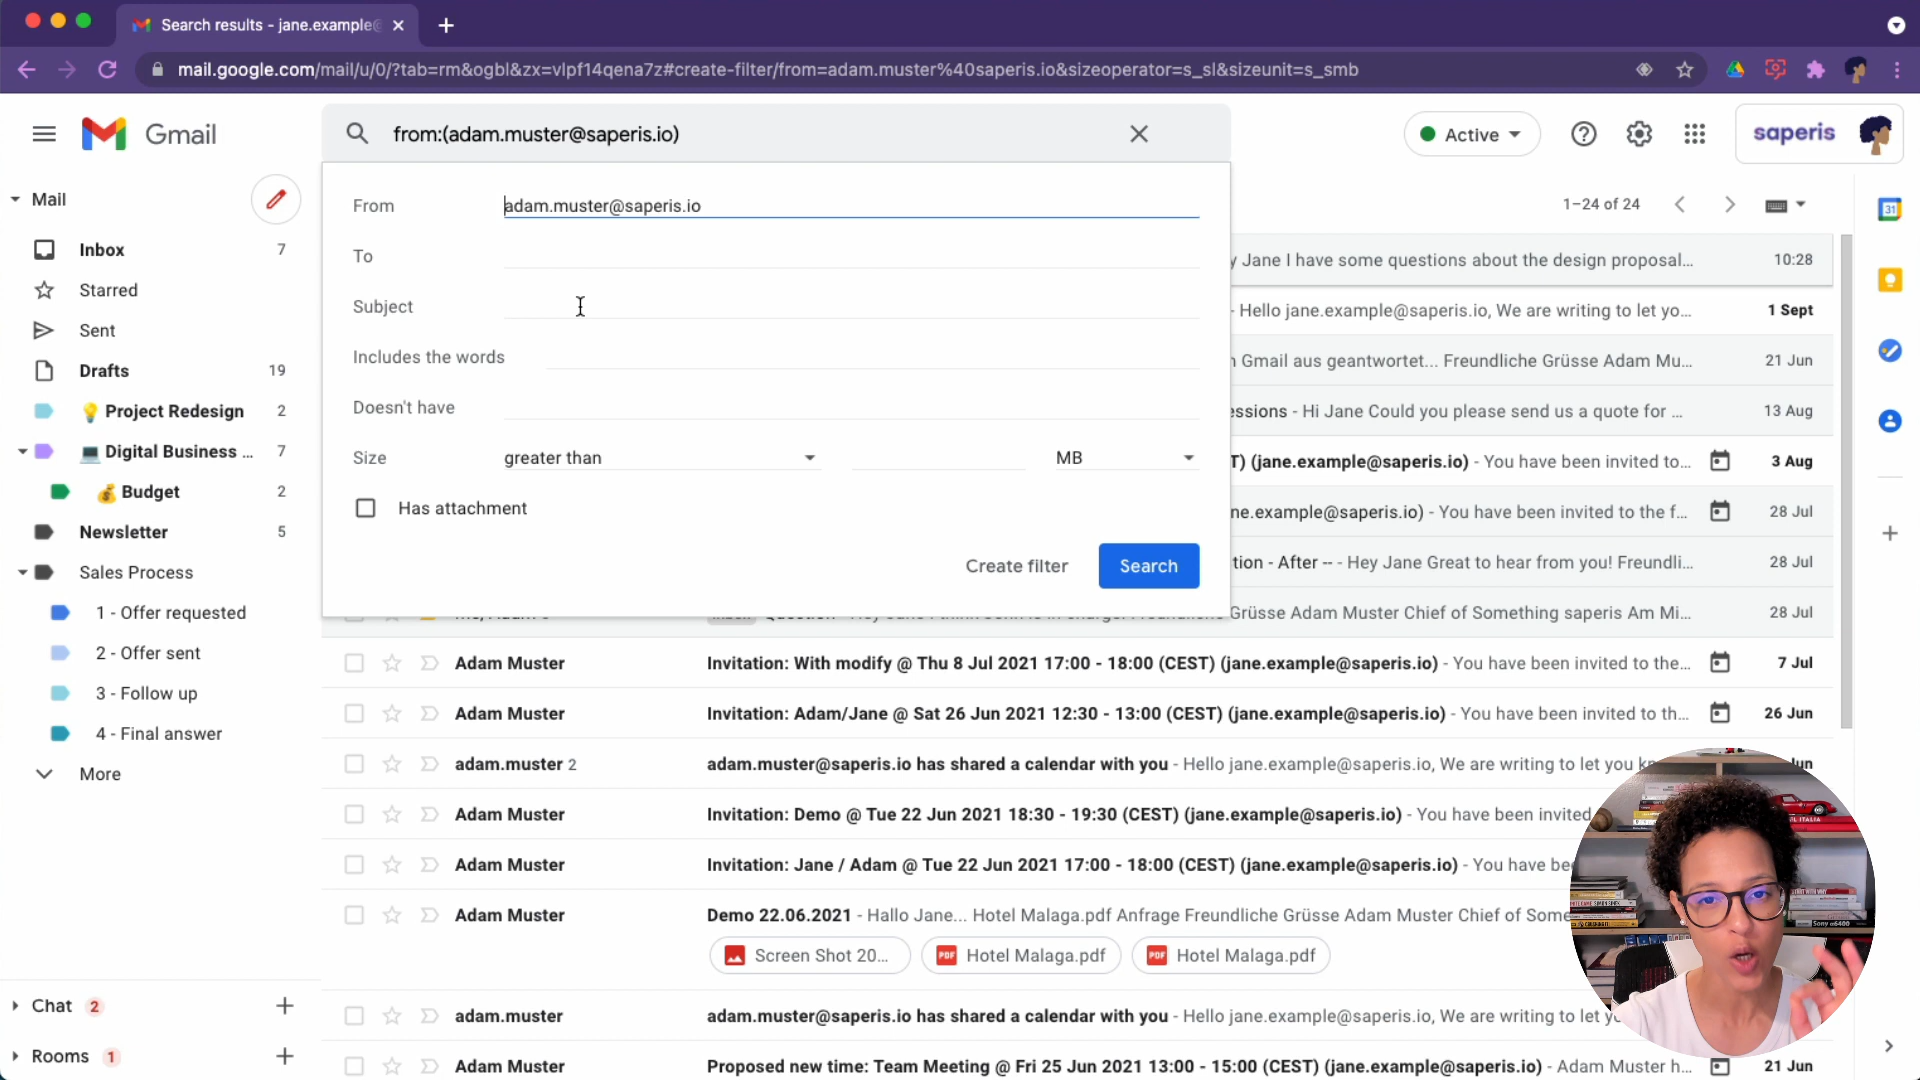 Search results - jane.example@
mail.google.com/mail/u/0/?tab=rm&ogbl&zx=vlpf14qena7z#create-filter/from=adam.muster%40saperis.io&sizeoperator=s_sl&sizeunit=s_smb
Gmail
from:(adam.muster@saperis.io)
Active
saperis
Mail
Inbox 7
Starred
Sent
Drafts 19
Project Redesign 2
Digital Business ... 7
Budget 2
Newsletter 5
Sales Process
1 - Offer requested
2 - Offer sent
3 - Follow up
4 - Final answer
More
Chat 2
Rooms 1
From adam.muster@saperis.io
To
Subject
Includes the words
Doesn't have
Size greater than MB
Has attachment
Create filter Search
1–24 of 24
31
y Jane I have some questions about the design proposal... 10:28
- Hello jane.example@saperis.io, We are writing to let yo... 1 Sept
Gmail aus geantwortet... Freundliche Grüsse Adam Mu... 21 Jun
essions - Hi Jane Could you please send us a quote for ... 13 Aug
T) (jane.example@saperis.io) - You have been invited to... 3 Aug
ne.example@saperis.io) - You have been invited to the f... 28 Jul
tion - After -- - Hey Jane Great to hear from you! Freundli... 28 Jul
Grüsse Adam Muster Chief of Something saperis Am Mi... 28 Jul
Adam Muster Invitation: With modify @ Thu 8 Jul 2021 17:00 - 18:00 (CEST) (jane.example@saperis.io) - You have been invited to the... 7 Jul
Adam Muster Invitation: Adam/Jane @ Sat 26 Jun 2021 12:30 - 13:00 (CEST) (jane.example@saperis.io) - You have been invited to th... 26 Jun
adam.muster 2 adam.muster@saperis.io has shared a calendar with you - Hello jane.example@saperis.io, We are writing to let you kn
Adam Muster Invitation: Demo @ Tue 22 Jun 2021 18:30 - 19:30 (CEST) (jane.example@saperis.io) - You have been invited
Adam Muster Invitation: Jane / Adam @ Tue 22 Jun 2021 17:00 - 18:00 (CEST) (jane.example@saperis.io) - You have be
Adam Muster Demo 22.06.2021 - Hallo Jane... Hotel Malaga.pdf Anfrage Freundliche Grüsse Adam Muster Chief of Some
Screen Shot 20... PDF Hotel Malaga.pdf PDF Hotel Malaga.pdf
adam.muster adam.muster@saperis.io has shared a calendar with you - Hello jane.example@saperis.io, We are writing to let y
Adam Muster Proposed new time: Team Meeting @ Fri 25 Jun 2021 13:00 - 15:00 (CEST) (jane.example@saperis.io) - Adam Muster h... 21 Jun